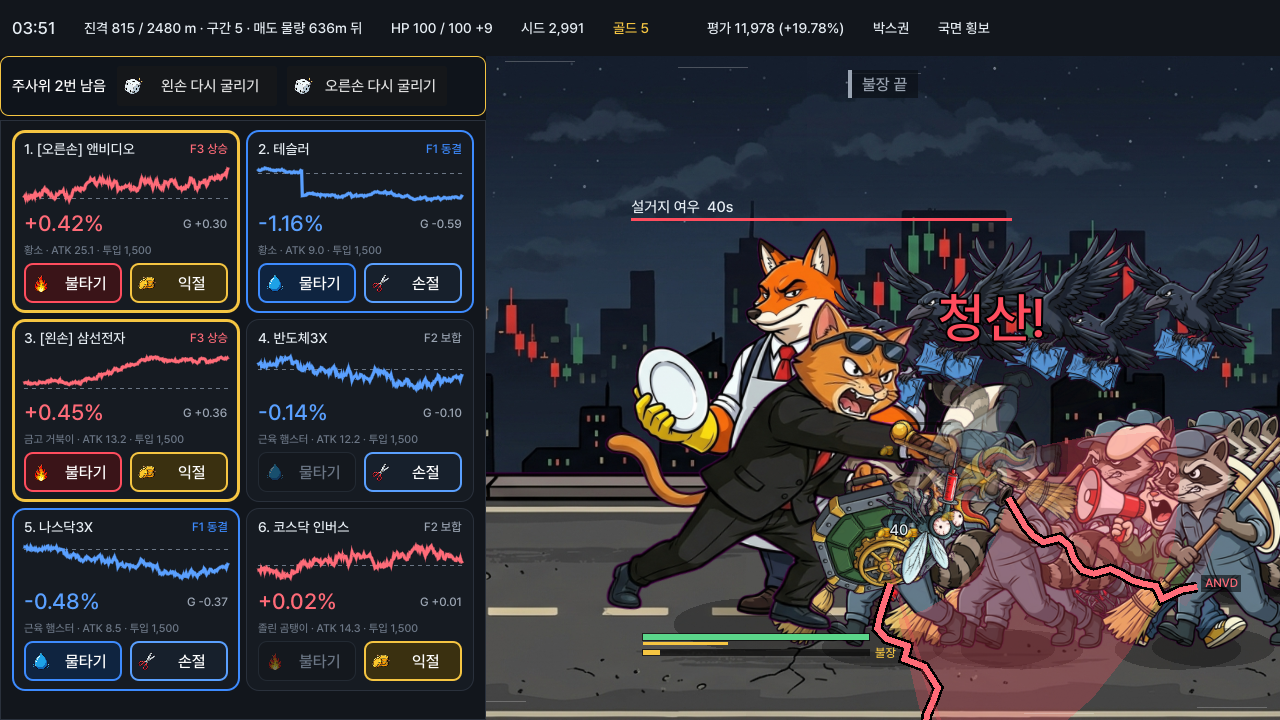 03:51 진격 815 / 2480 m · 구간 5 · 매도 물량 636m 뒤 HP 100 / 100 +9 시드 2,991 골드 5 평가 11,978 (+19.78%) 박스권 국면 횡보
주사위 2번 남음 왼손 다시 굴리기 오른손 다시 굴리기
1. [오른손] 앤비디오 F3 상승
+0.42% G +0.30
황소 · ATK 25.1 · 투입 1,500
불타기 익절
2. 테슬러 F1 동결
-1.16% G -0.59
황소 · ATK 9.0 · 투입 1,500
물타기 손절
3. [왼손] 삼선전자 F3 상승
+0.45% G +0.36
금고 거북이 · ATK 13.2 · 투입 1,500
불타기 익절
4. 반도체3X F2 보합
-0.14% G -0.10
근육 햄스터 · ATK 12.2 · 투입 1,500
물타기 손절
5. 나스닥3X F1 동결
-0.48% G -0.37
근육 햄스터 · ATK 8.5 · 투입 1,500
물타기 손절
6. 코스닥 인버스 F2 보합
+0.02% G +0.01
졸린 곰탱이 · ATK 14.3 · 투입 1,500
불타기 익절
불장 끝
설거지 여우 40s
청산!
40
ANVD
불장